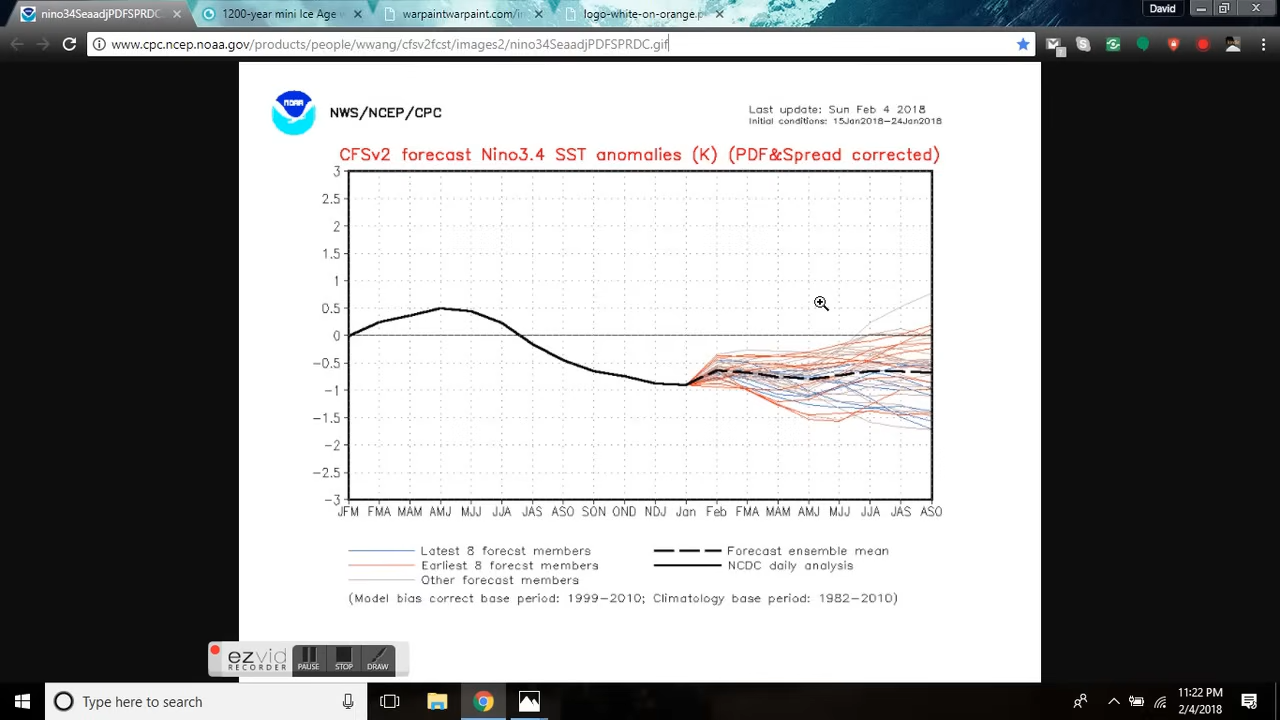 nino34SeaadjPDFSPRDC
1200-year mini Ice Age
warpaintwarpaint.com/i
logo-white-on-orange.p
David
www.cpc.ncep.noaa.gov/products/people/wwang/cfsv2fcst/images2/nino34SeaadjPDFSPRDC.gif
NOAA
NWS/NCEP/CPC
Last update: Sun Feb 4 2018
Initial conditions: 15Jan2018-24Jan2018
CFSv2 forecast Nino3.4 SST anomalies (K) (PDF&Spread corrected)
3
2.5
2
1.5
1
0.5
0
-0.5
-1
-1.5
-2
-2.5
-3
JFM FMA MAM AMJ MJJ JJA JAS ASO SON OND NDJ Jan Feb FMA MAM AMJ MJJ JJA JAS ASO
Latest 8 forecst members
Forecast ensemble mean
Earliest 8 forecst members
NCDC daily analysis
Other forecast members
(Model bias correct base period: 1999-2010; Climatology base period: 1982-2010)
ezvid
RECORDER
PAUSE STOP DRAW
Type here to search
11:22 PM
2/4/2018